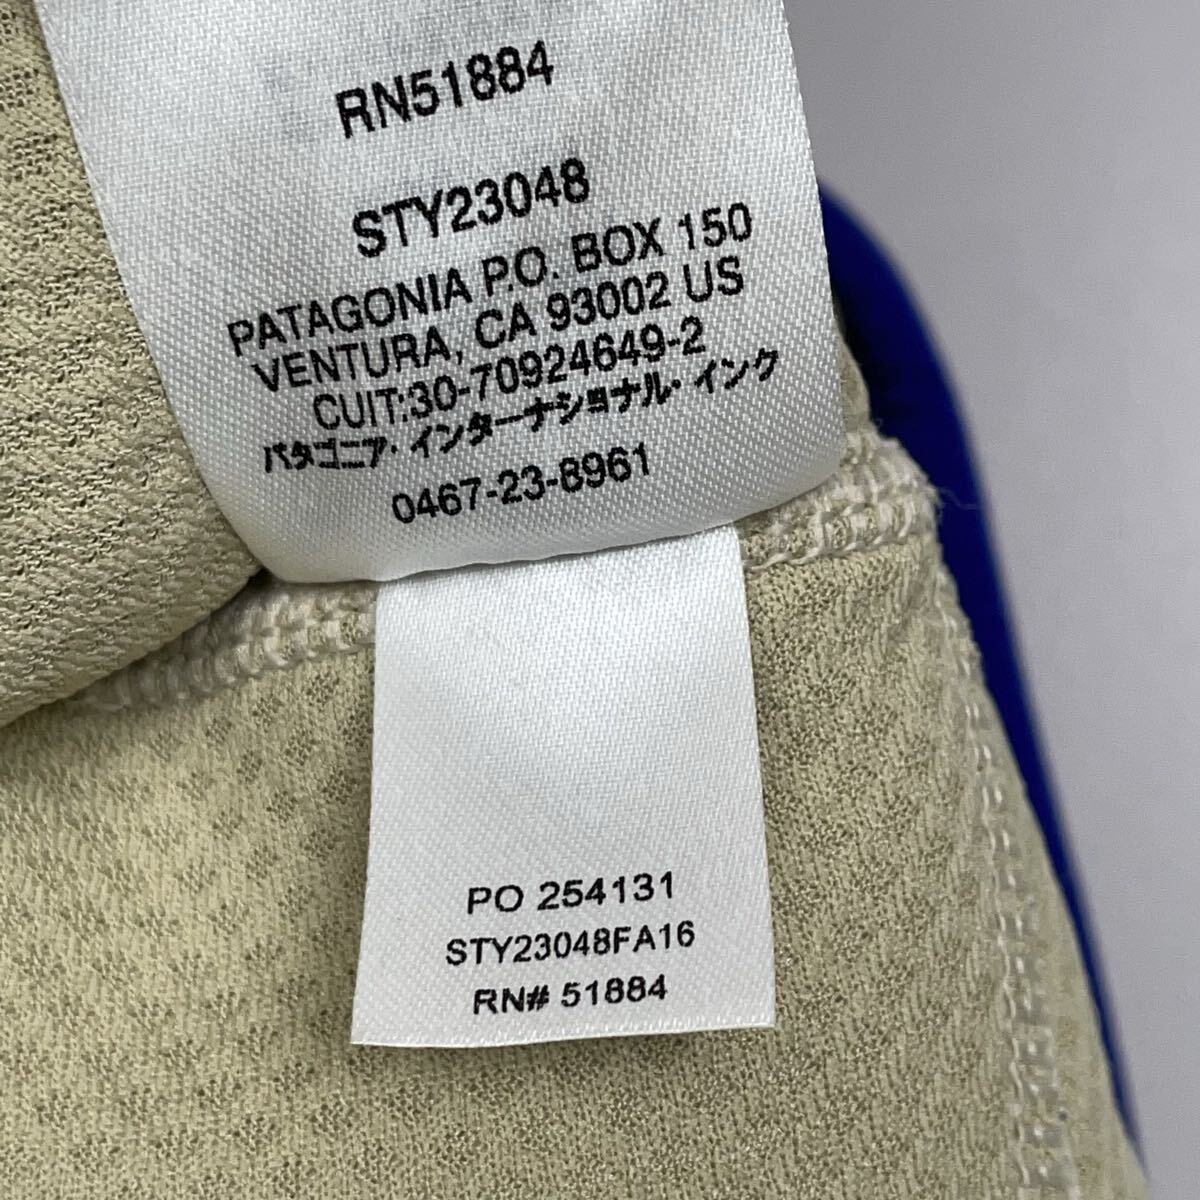 RN51884
STY23048
PATAGONIA P.O. BOX 150
VENTURA, CA 93002 US
CUIT:30-70924649-2
パタゴニア・インターナショナル・インク
0467-23-8961
PO 254131
STY23048FA16
RN# 51884